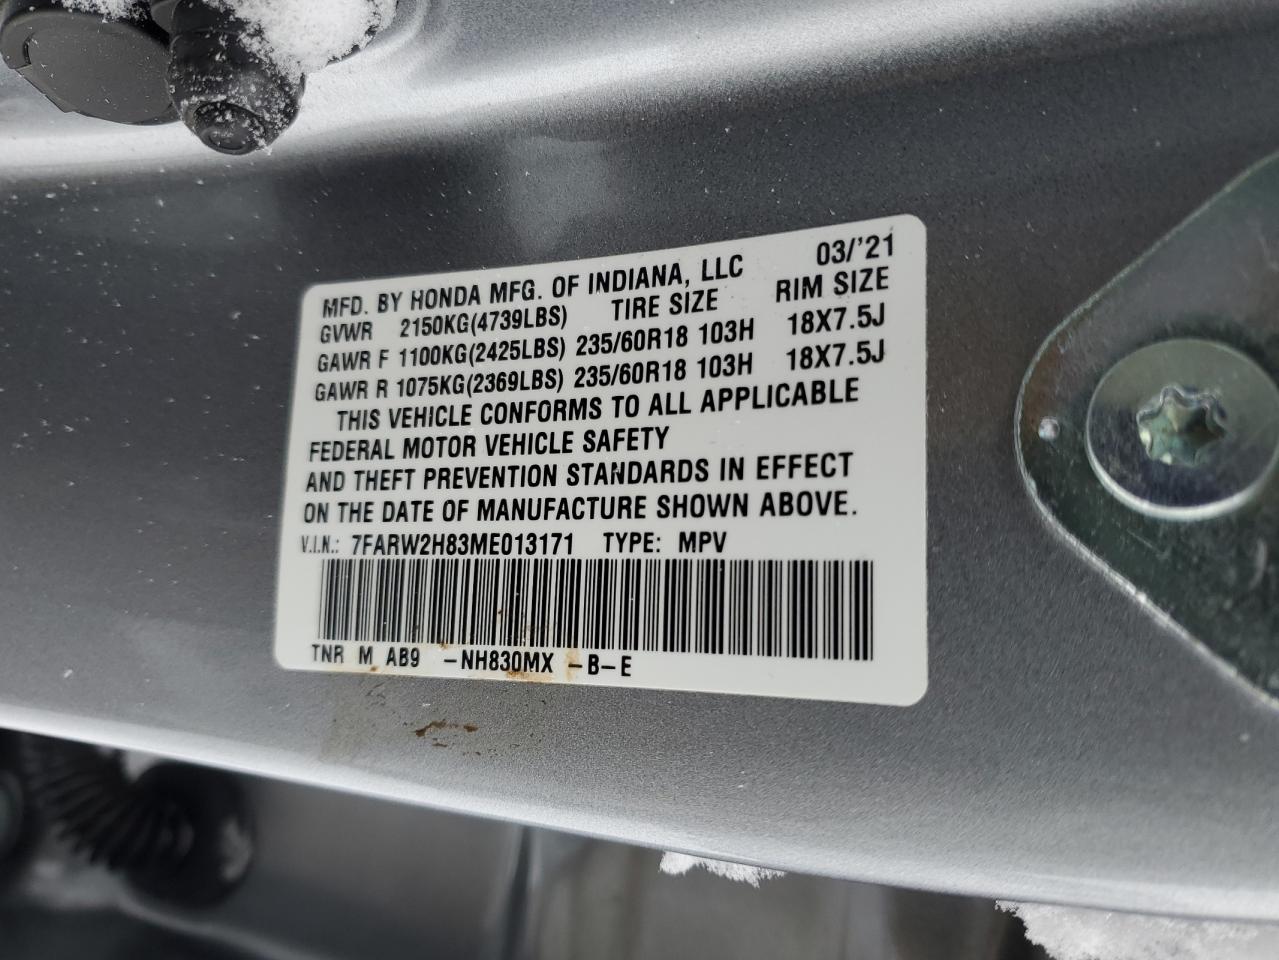 MFD. BY HONDA MFG. OF INDIANA, LLC 03/'21
GVWR 2150KG(4739LBS) TIRE SIZE RIM SIZE
GAWR F 1100KG(2425LBS) 235/60R18 103H 18X7.5J
GAWR R 1075KG(2369LBS) 235/60R18 103H 18X7.5J
THIS VEHICLE CONFORMS TO ALL APPLICABLE
FEDERAL MOTOR VEHICLE SAFETY
AND THEFT PREVENTION STANDARDS IN EFFECT
ON THE DATE OF MANUFACTURE SHOWN ABOVE.
V.I.N.: 7FARW2H83ME013171 TYPE: MPV
TNR M AB9 -NH830MX -B-E